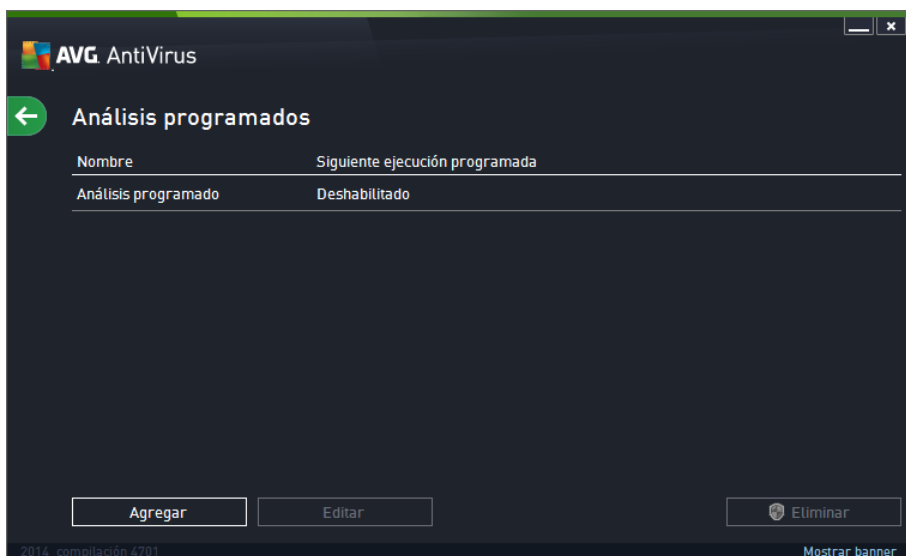 AVG. AntiVirus
Análisis programados
Nombre Siguiente ejecución programada
Análisis programado Deshabilitado
Agregar Editar Eliminar
2014 compilación 4701 Mostrar banner